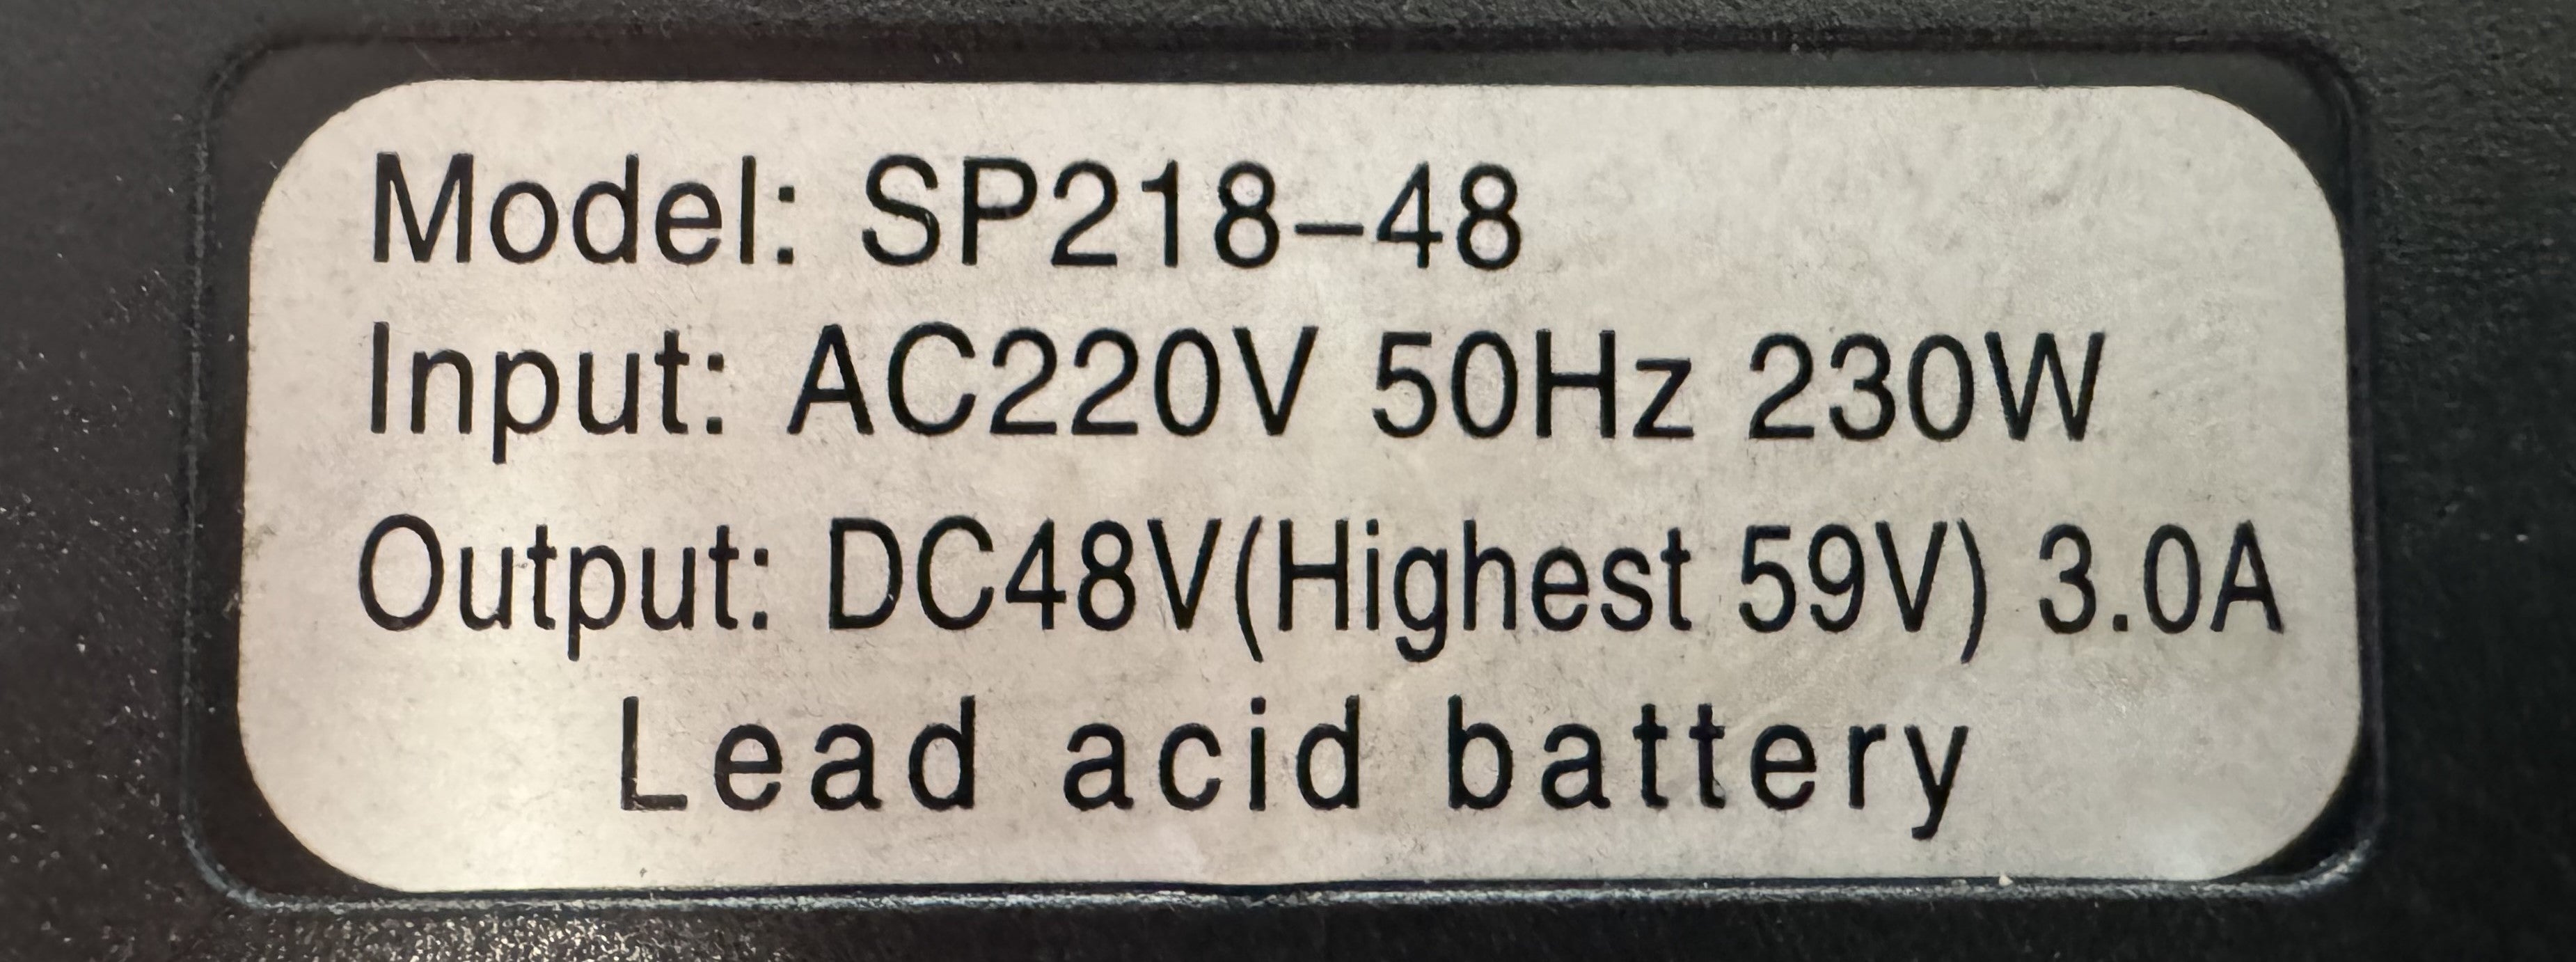 Model: SP218-48
Input: AC220V 50Hz 230W
Output: DC48V(Highest 59V) 3.0A
Lead acid battery